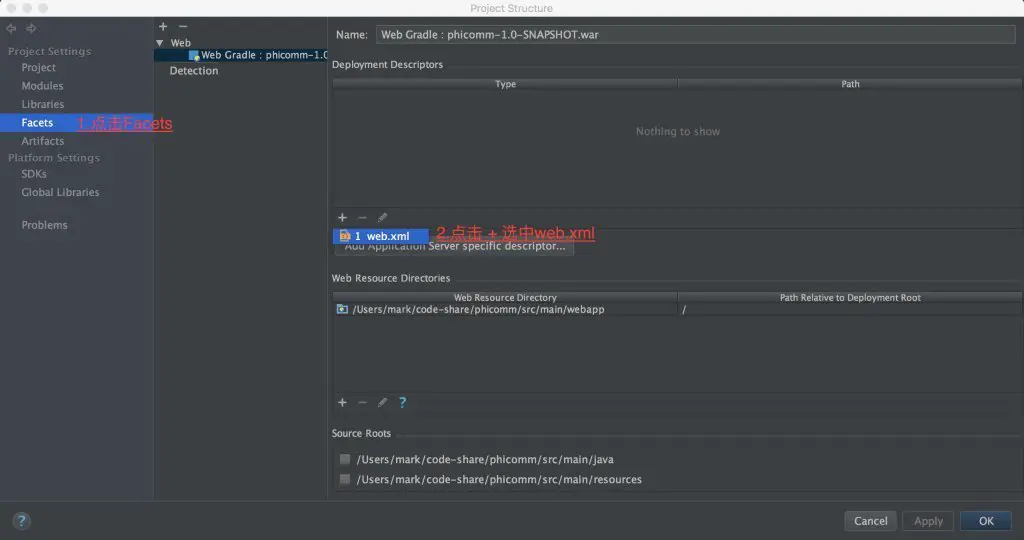 Project Structure
Project Settings
Project
Modules
Libraries
Facets
1.点击Facets
Artifacts
Platform Settings
SDKs
Global Libraries
Problems
Web
Web Gradle : phicomm-1.0
Detection
Name: Web Gradle : phicomm-1.0-SNAPSHOT.war
Deployment Descriptors
Type Path
Nothing to show
1 web.xml
2.点击 + 选中web.xml
Add Application Server specific descriptor...
Web Resource Directories
Web Resource Directory Path Relative to Deployment Root
/Users/mark/code-share/phicomm/src/main/webapp /
?
Source Roots
/Users/mark/code-share/phicomm/src/main/java
/Users/mark/code-share/phicomm/src/main/resources
? Cancel Apply OK